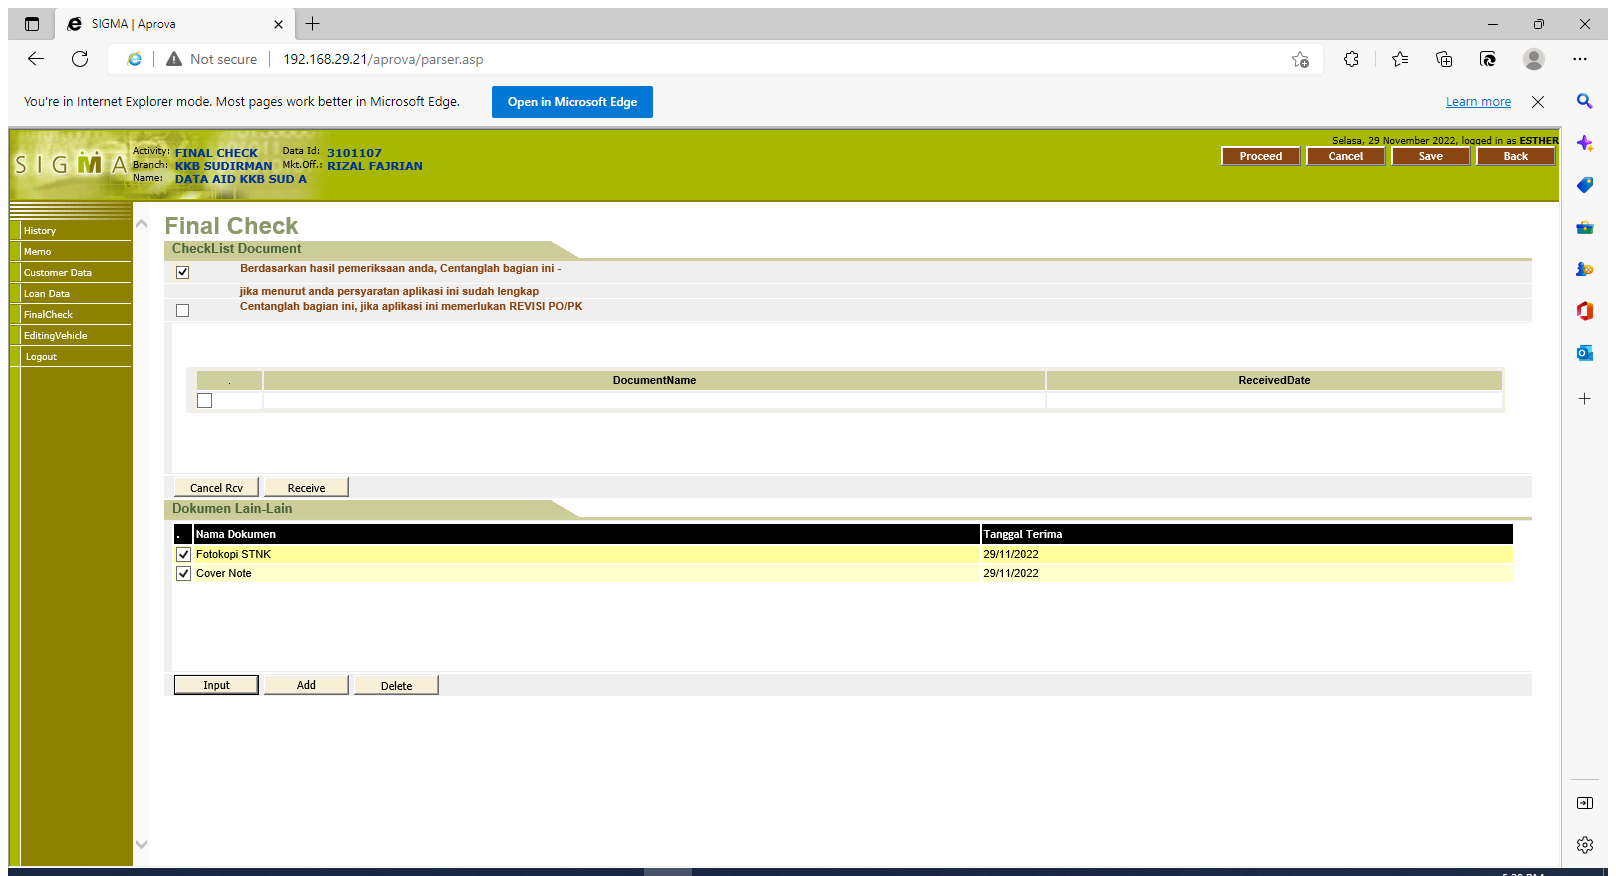 SIGMA | Aprova
Not secure
192.168.29.21/aprova/parser.asp
You're in Internet Explorer mode. Most pages work better in Microsoft Edge.
Open in Microsoft Edge
Learn more
SIGMA
Activity: FINAL CHECK Data Id: 3101107
Branch: KKB SUDIRMAN Mkt.Off.: RIZAL FAJRIAN
Name: DATA AID KKB SUD A
Selasa, 29 November 2022, logged in as ESTHER
Proceed Cancel Save Back
History
Memo
Customer Data
Loan Data
FinalCheck
EditingVehicle
Logout
Final Check
CheckList Document
Berdasarkan hasil pemeriksaan anda, Centanglah bagian ini -
jika menurut anda persyaratan aplikasi ini sudah lengkap
Centanglah bagian ini, jika aplikasi ini memerlukan REVISI PO/PK
. DocumentName ReceivedDate
Cancel Rcv Receive
Dokumen Lain-Lain
. Nama Dokumen Tanggal Terima
Fotokopi STNK 29/11/2022
Cover Note 29/11/2022
Input Add Delete